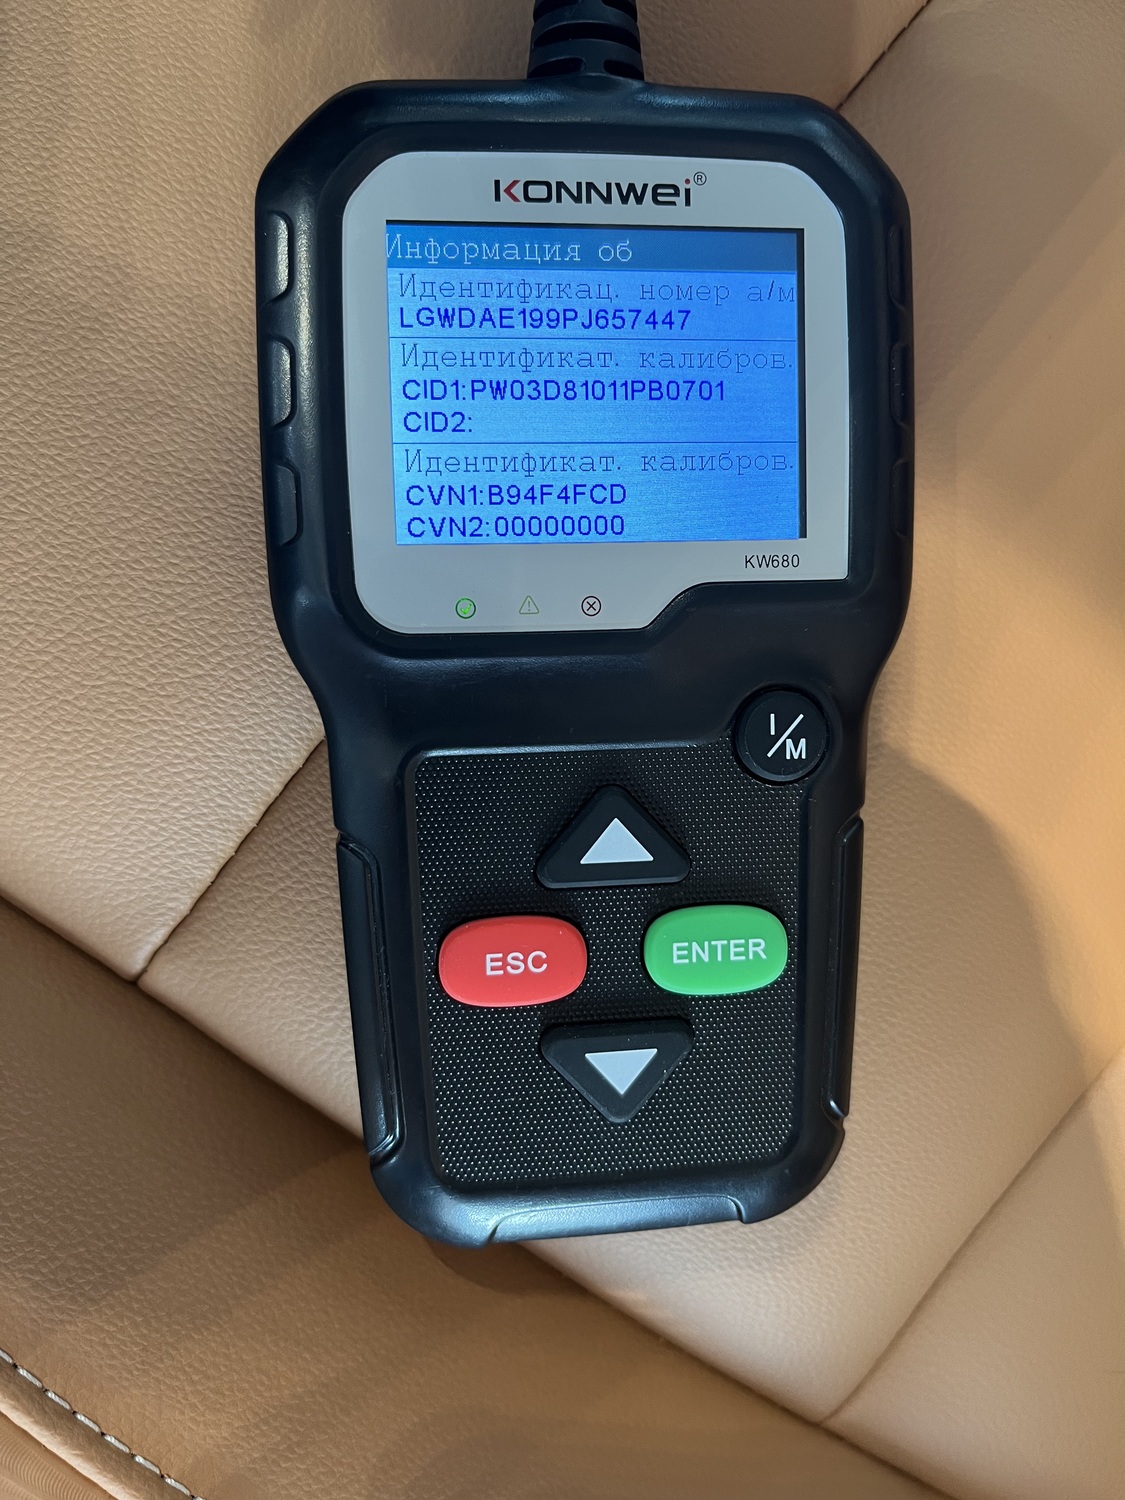 KONNWEI®
Информация об
Идентификац. номер а/м
LGWDAE199PJ657447
Идентификат. калибров.
CID1:PW03D81011PB0701
CID2:
Идентификат. калибров.
CVN1:B94F4FCD
CVN2:00000000
KW680
I/M
ESC
ENTER